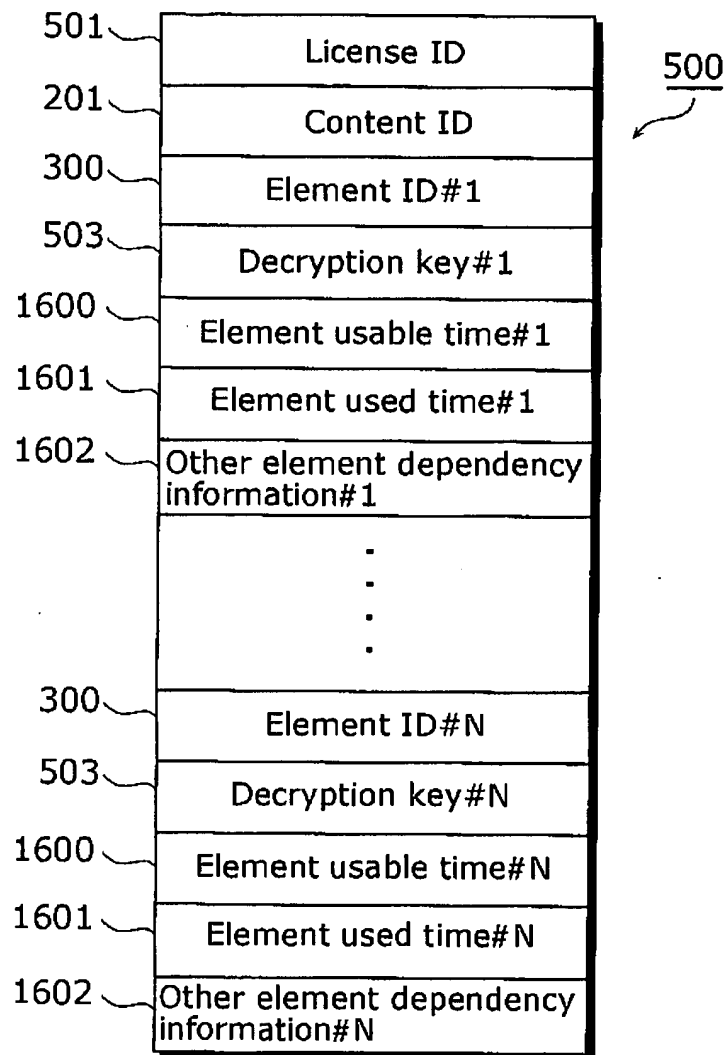 501 License ID
500
201 Content ID
300 Element ID#1
503 Decryption key#1
1600 Element usable time#1
1601 Element used time#1
1602 Other element dependency
information#1
300 Element ID#N
503 Decryption key#N
1600 Element usable time#N
1601 Element used time#N
1602 Other element dependency
information#N